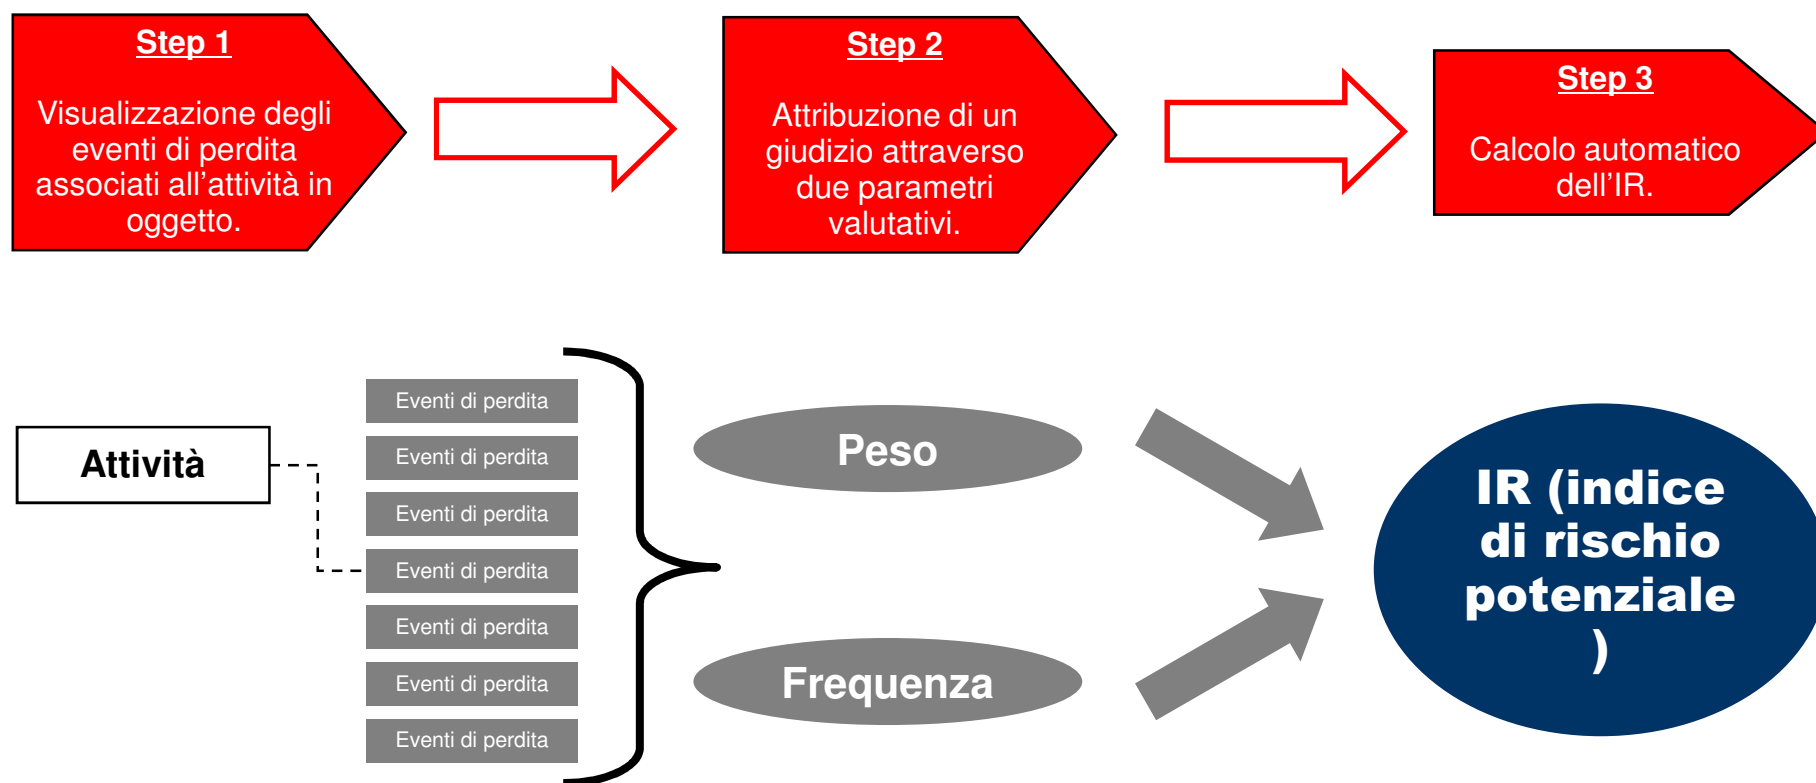 Step 1
Visualizzazione degli
eventi di perdita
associati all’attività in
oggetto.
Step 2
Attribuzione di un
giudizio attraverso
due parametri
valutativi.
Step 3
Calcolo automatico
dell’IR.
Attività
Eventi di perdita
Eventi di perdita
Eventi di perdita
Eventi di perdita
Eventi di perdita
Eventi di perdita
Eventi di perdita
Peso
Frequenza
IR (indice
di rischio
potenziale
)